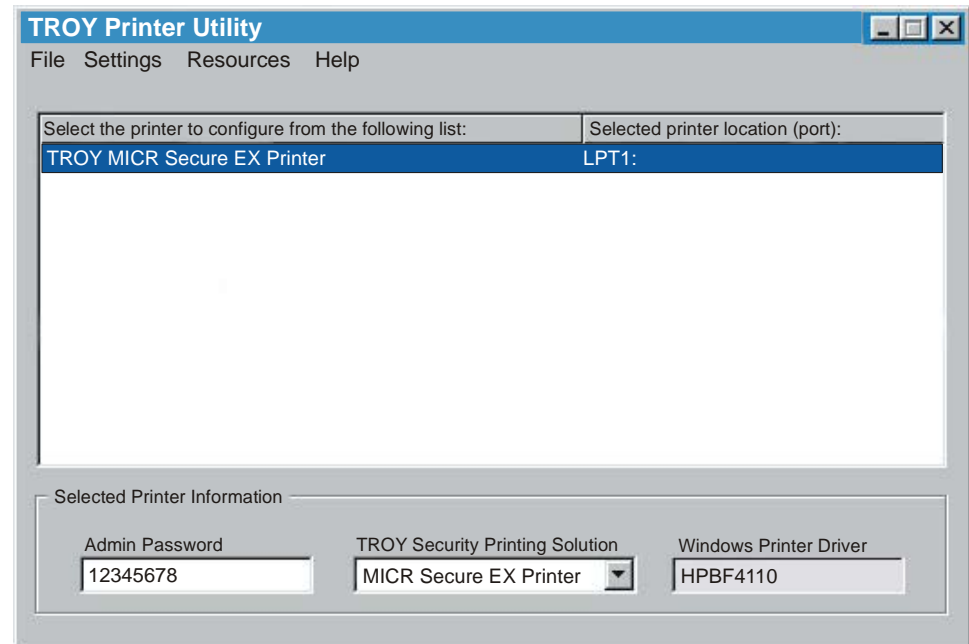 TROY Printer Utility
File Settings Resources Help
Select the printer to configure from the following list: Selected printer location (port):
TROY MICR Secure EX Printer LPT1:
Selected Printer Information
Admin Password TROY Security Printing Solution Windows Printer Driver
12345678 MICR Secure EX Printer HPBF4110